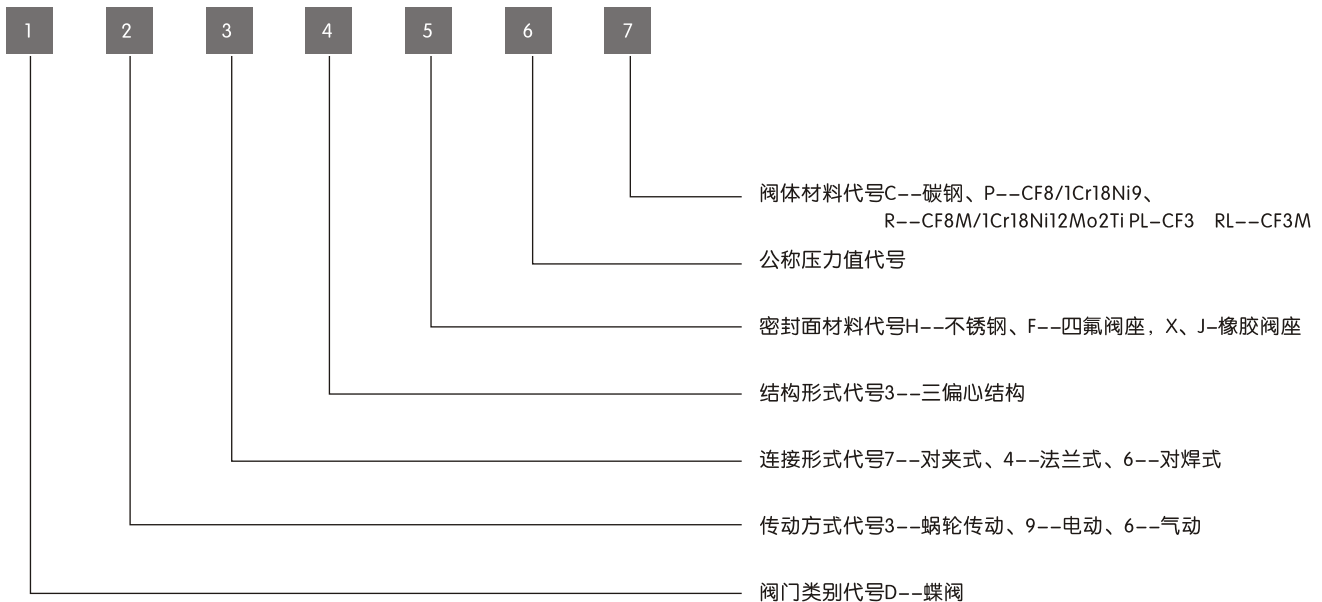 1 2 3 4 5 6 7
阀体材料代号C--碳钢、P--CF8/1Cr18Ni9、
R--CF8M/1Cr18Ni12Mo2Ti PL-CF3 RL--CF3M
公称压力值代号
密封面材料代号H--不锈钢、F--四氟阀座，X、J-橡胶阀座
结构形式代号3--三偏心结构
连接形式代号7--对夹式、4--法兰式、6--对焊式
传动方式代号3--蜗轮传动、9--电动、6--气动
阀门类别代号D--蝶阀